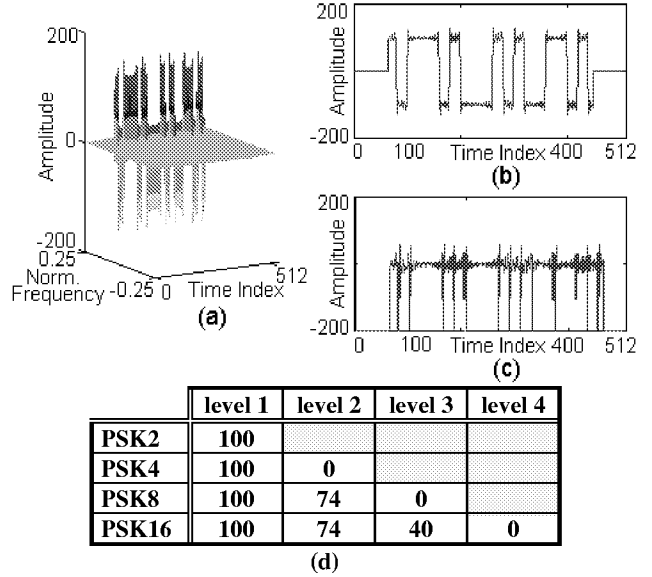 200
0
-200
Amplitude
0.25
Norm.
Frequency
-0.25
0
Time Index
512
(a)
200
-200
Amplitude
0
100
Time Index
400
512
(b)
200
-200
Amplitude
0
100
Time Index
400
512
(c)
level 1 level 2 level 3 level 4
PSK2 100
PSK4 100 0
PSK8 100 74 0
PSK16 100 74 40 0
(d)